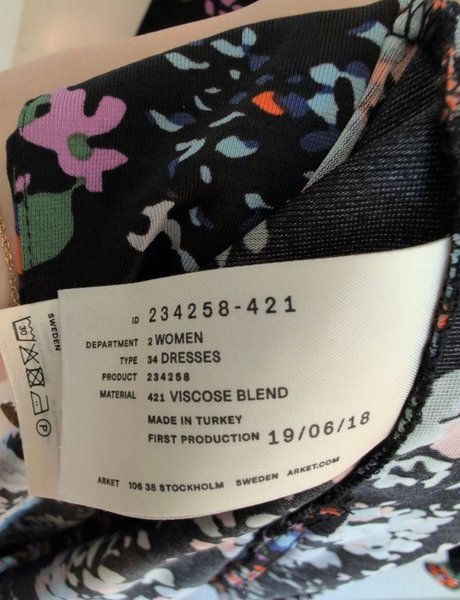 ID 234258-421
DEPARTMENT 2 WOMEN
TYPE 34 DRESSES
PRODUCT 234258
MATERIAL 421 VISCOSE BLEND
MADE IN TURKEY
FIRST PRODUCTION 19/06/18
ARKET 106 38 STOCKHOLM SWEDEN ARKET.COM
SWEDEN
30
P